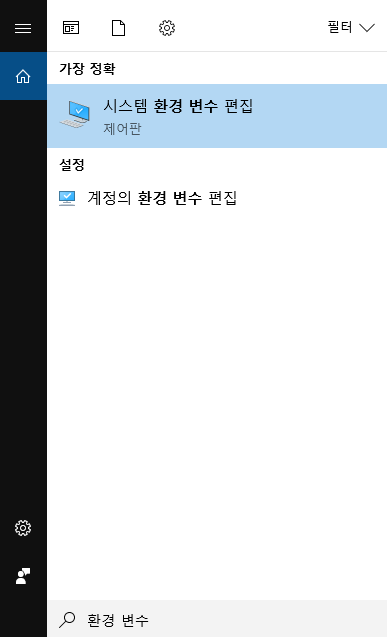 필터
가장 정확
시스템 환경 변수 편집
제어판
설정
계정의 환경 변수 편집
환경 변수